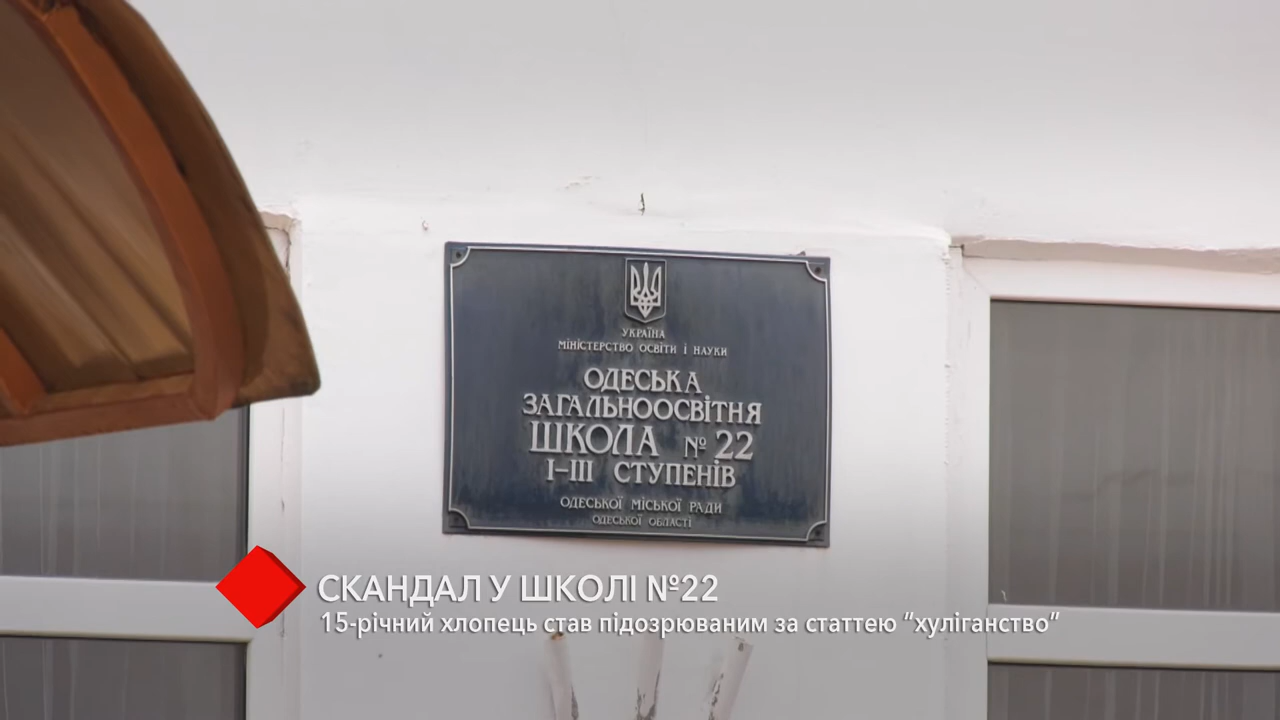 УКРАЇНА
МІНІСТЕРСТВО ОСВІТИ І НАУКИ
ОДЕСЬКА
ЗАГАЛЬНООСВІТНЯ
ШКОЛА № 22
І–ІІІ СТУПЕНІВ
ОДЕСЬКОЇ МІСЬКОЇ РАДИ
ОДЕСЬКОЇ ОБЛАСТІ
СКАНДАЛ У ШКОЛІ №22
15-річний хлопець став підозрюваним за статтею "хуліганство"